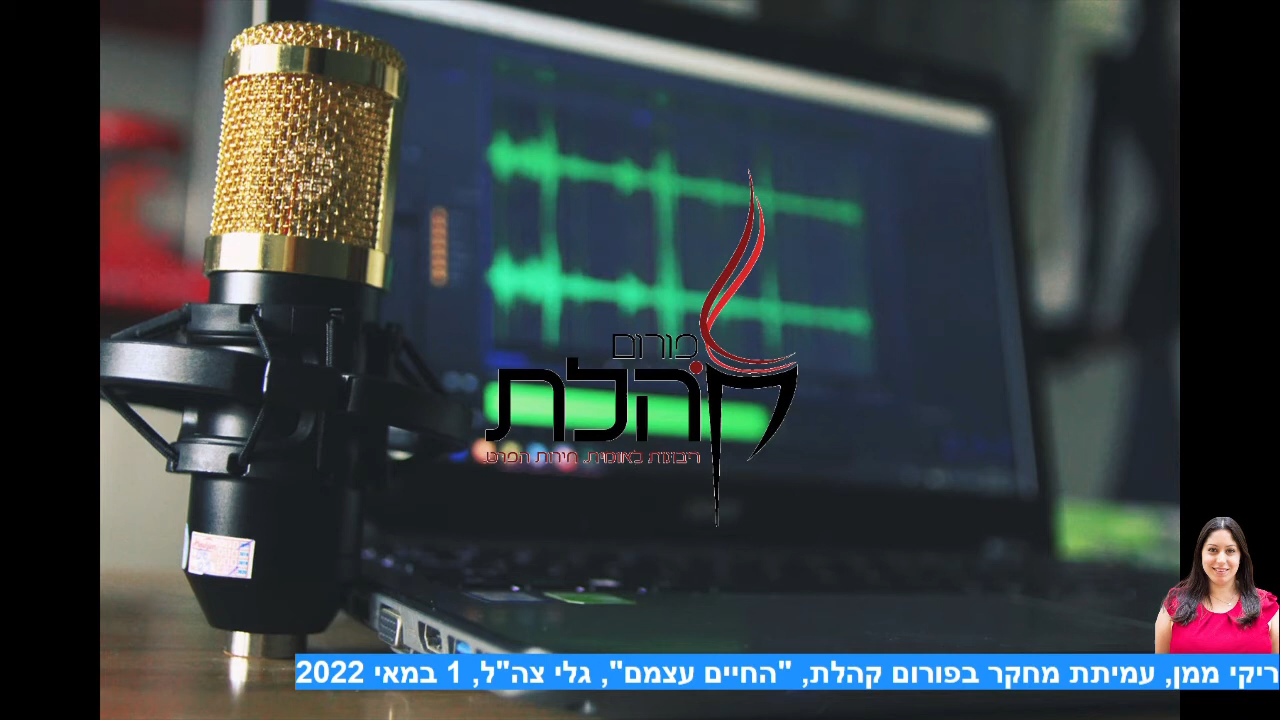 פורום
קהלת
ריבונות לאומית. חירות הפרט.
ריקי ממן, עמיתת מחקר בפורום קהלת, "החיים עצמם", גלי צה"ל, 1 במאי 2022